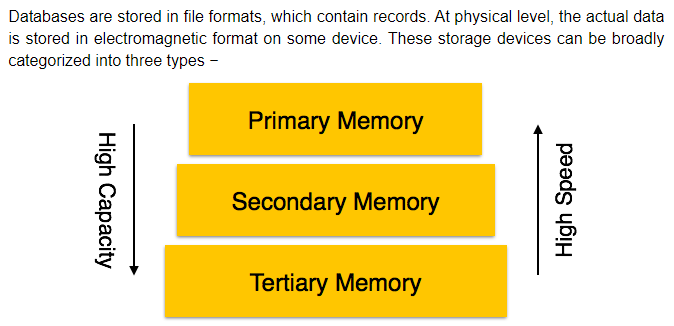 Databases are stored in file formats, which contain records. At physical level, the actual data
is stored in electromagnetic format on some device. These storage devices can be broadly
categorized into three types −
Primary Memory
High Capacity
High Speed
Secondary Memory
Tertiary Memory